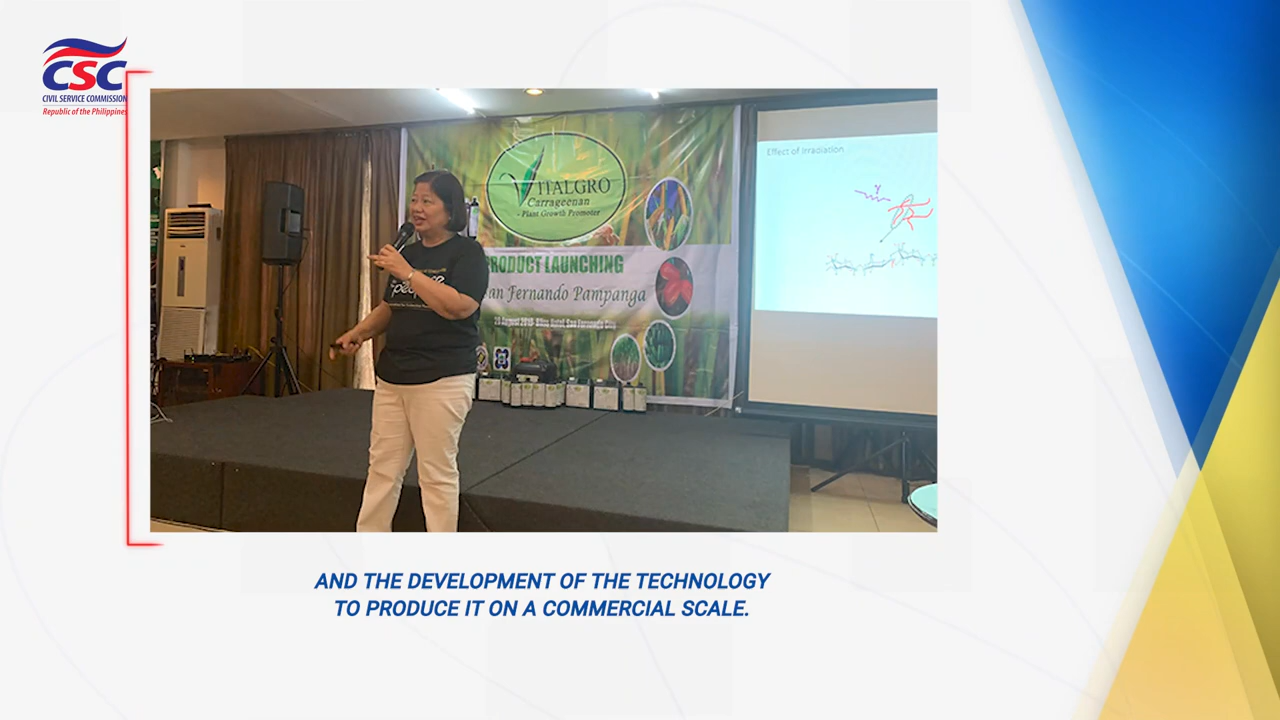 CSC
CIVIL SERVICE COMMISSION
Republic of the Philippines
VITALGRO
Carrageenan
- Plant Growth Promoter
PRODUCT LAUNCHING
San Fernando Pampanga
Effect of Irradiation
AND THE DEVELOPMENT OF THE TECHNOLOGY
TO PRODUCE IT ON A COMMERCIAL SCALE.